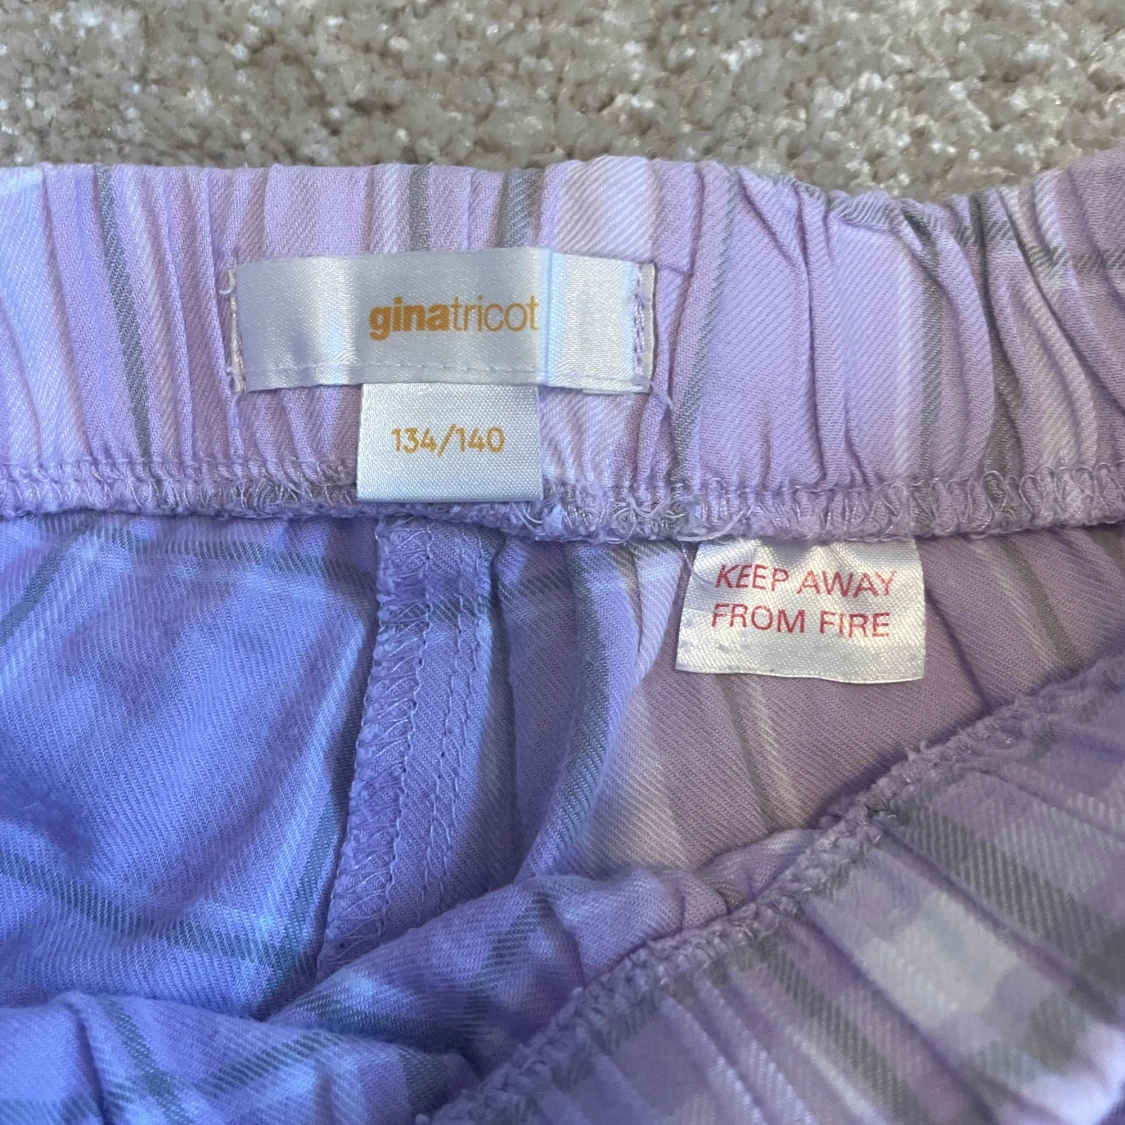 ginatricot
134/140
KEEP AWAY
FROM FIRE